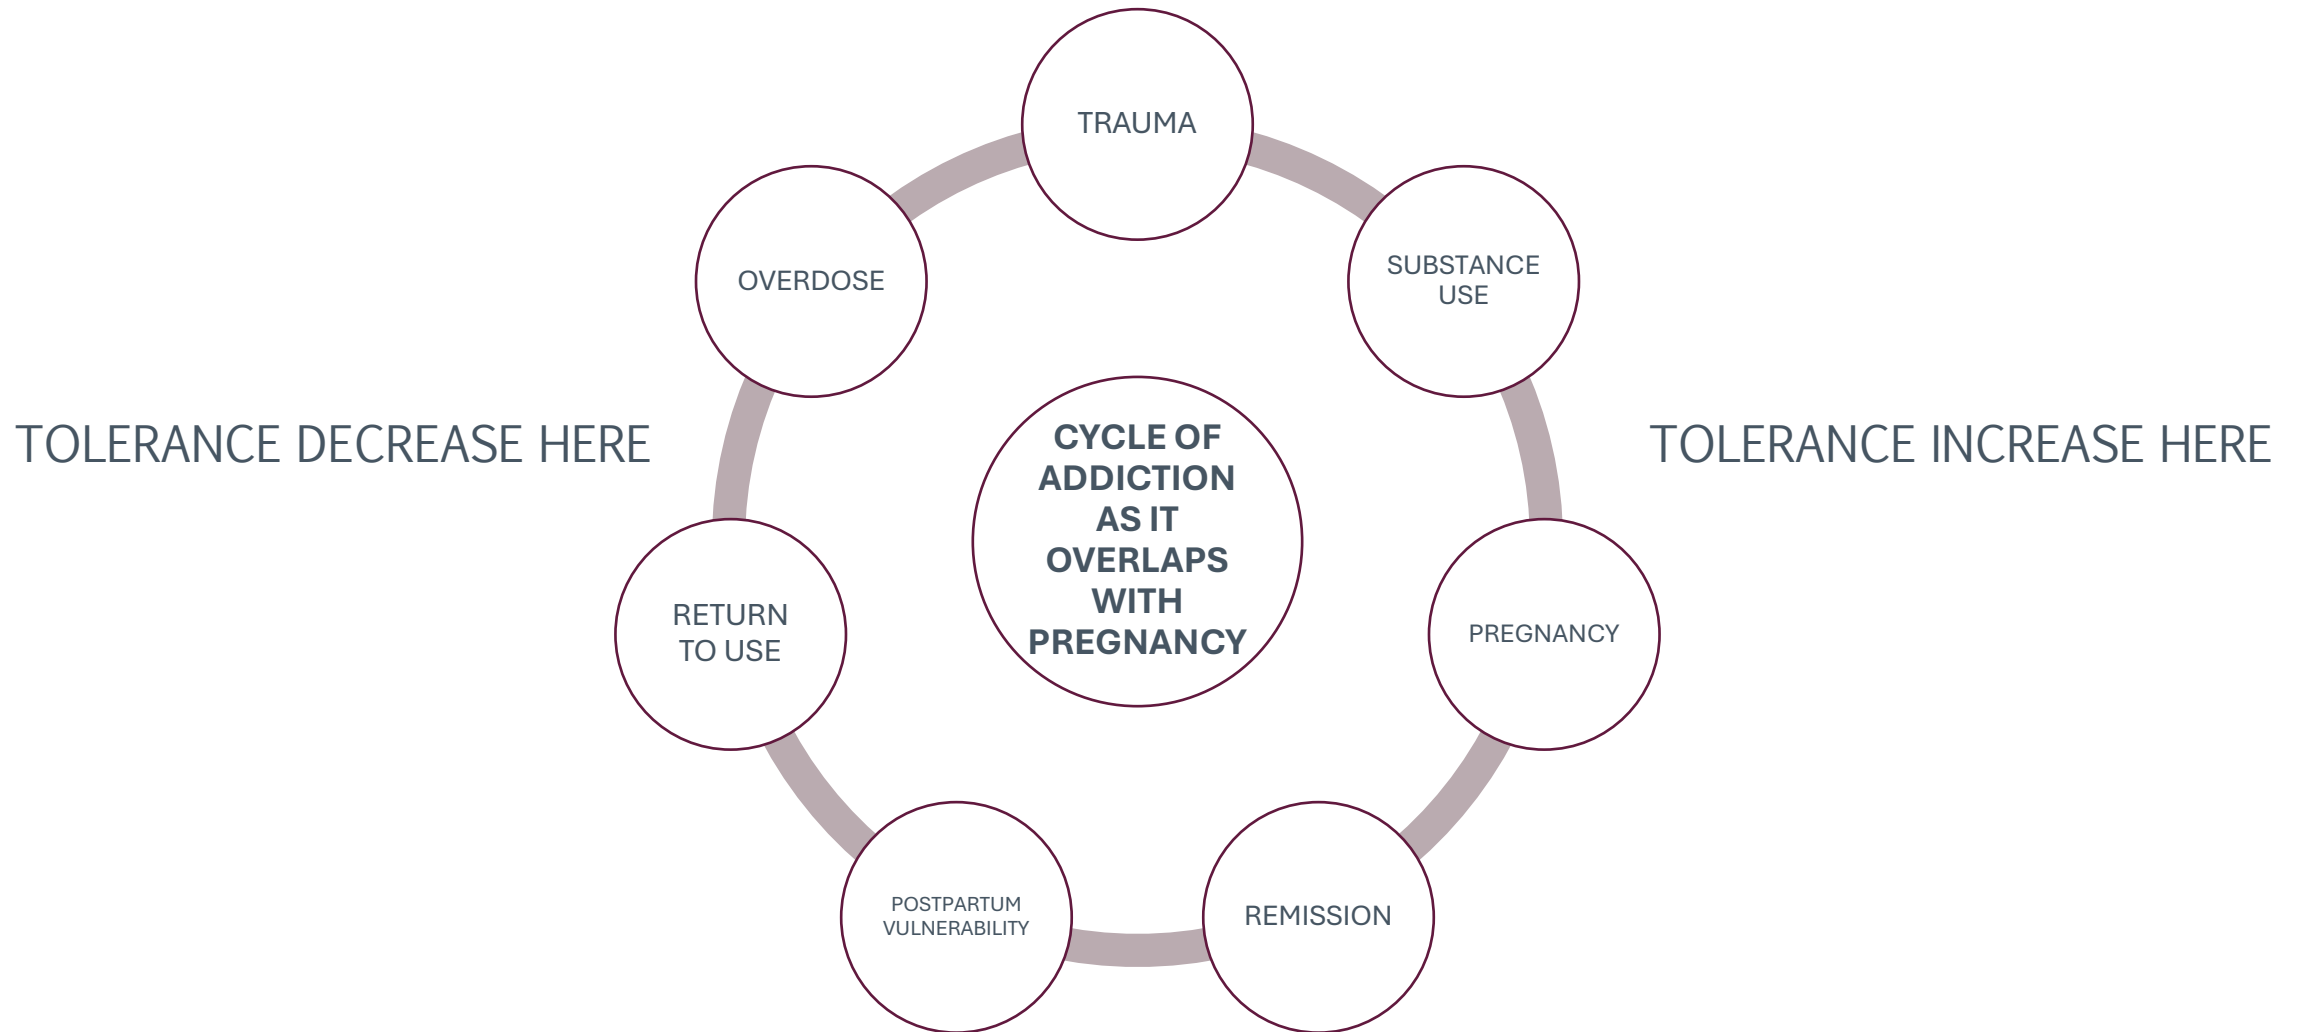 TRAUMA
SUBSTANCE
USE
PREGNANCY
REMISSION
POSTPARTUM
VULNERABILITY
RETURN
TO USE
OVERDOSE
CYCLE OF
ADDICTION
AS IT
OVERLAPS
WITH
PREGNANCY
TOLERANCE DECREASE HERE
TOLERANCE INCREASE HERE